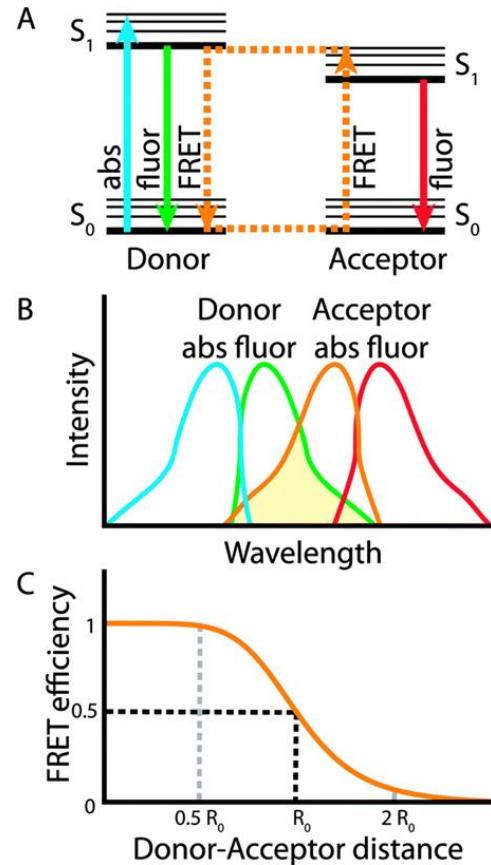 A
S1
S1
abs
fluor
FRET
FRET
fluor
S0
S0
Donor
Acceptor
B
Donor Acceptor
abs fluor abs fluor
Intensity
Wavelength
C
FRET efficiency
1
0.5
0
0.5 R0
R0
2 R0
Donor-Acceptor distance